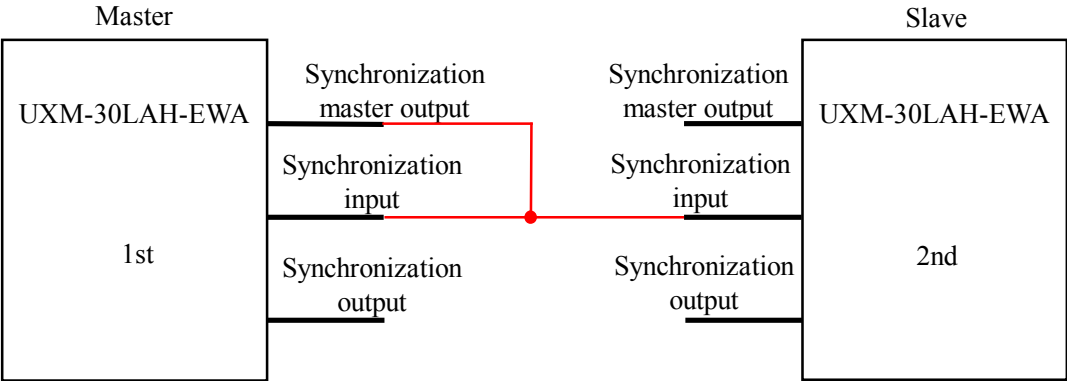 Master
Slave
Synchronization
master output
Synchronization
master output
UXM-30LAH-EWA
UXM-30LAH-EWA
Synchronization
input
Synchronization
input
1st
2nd
Synchronization
output
Synchronization
output